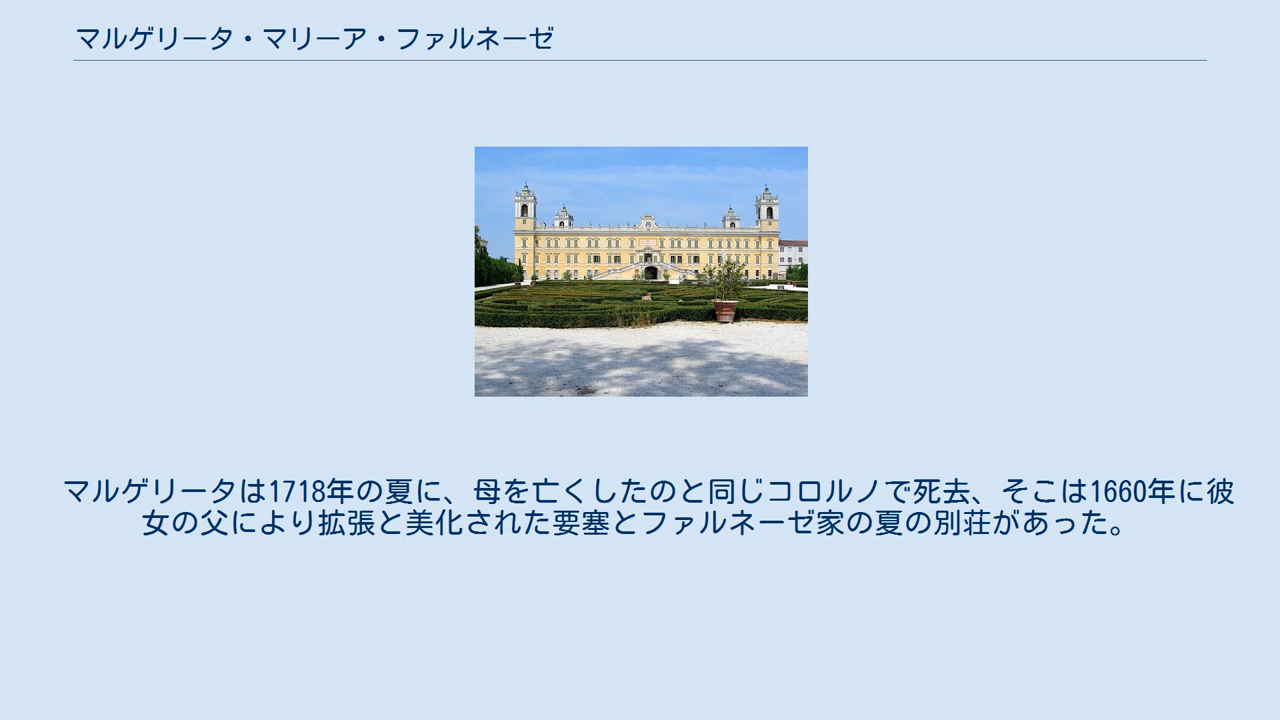 マルゲリータ・マリーア・ファルネーゼ
マルゲリータは1718年の夏に、母を亡くしたのと同じコロルノで死去、そこは1660年に彼
女の父により拡張と美化された要塞とファルネーゼ家の夏の別荘があった。